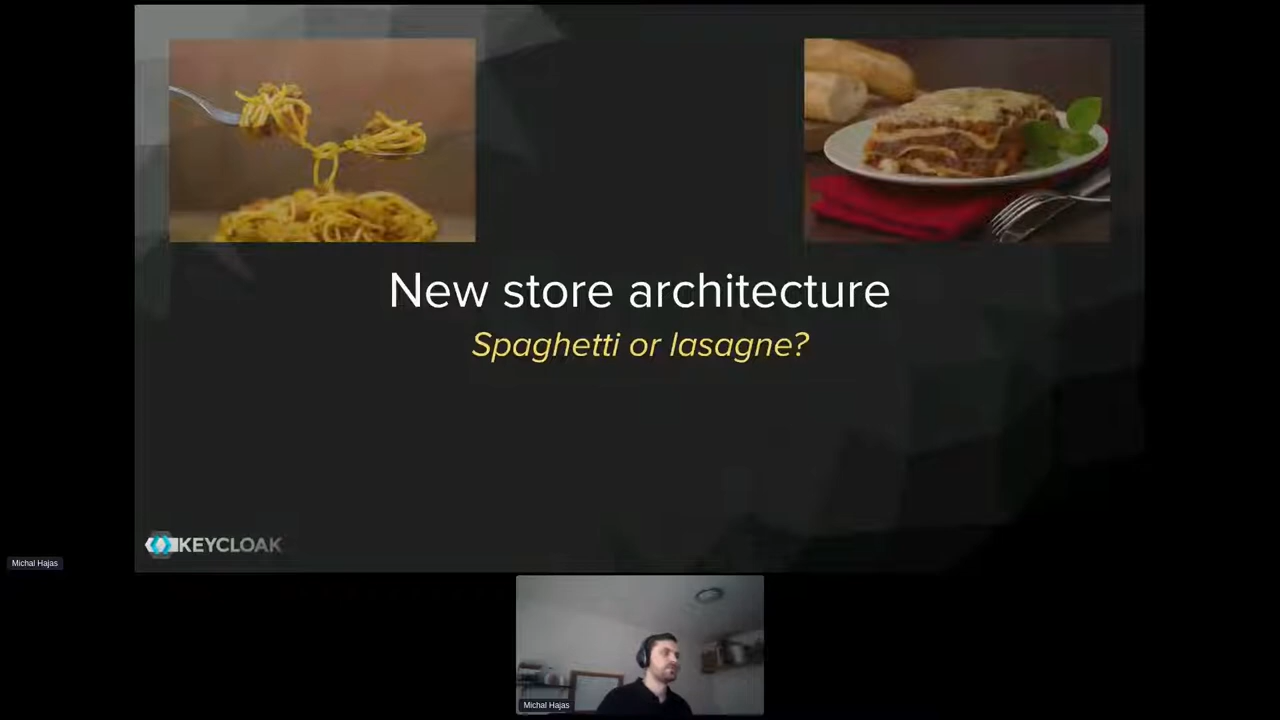 New store architecture
Spaghetti or lasagne?
KEYCLOAK
Michal Hajas
Michal Hajas